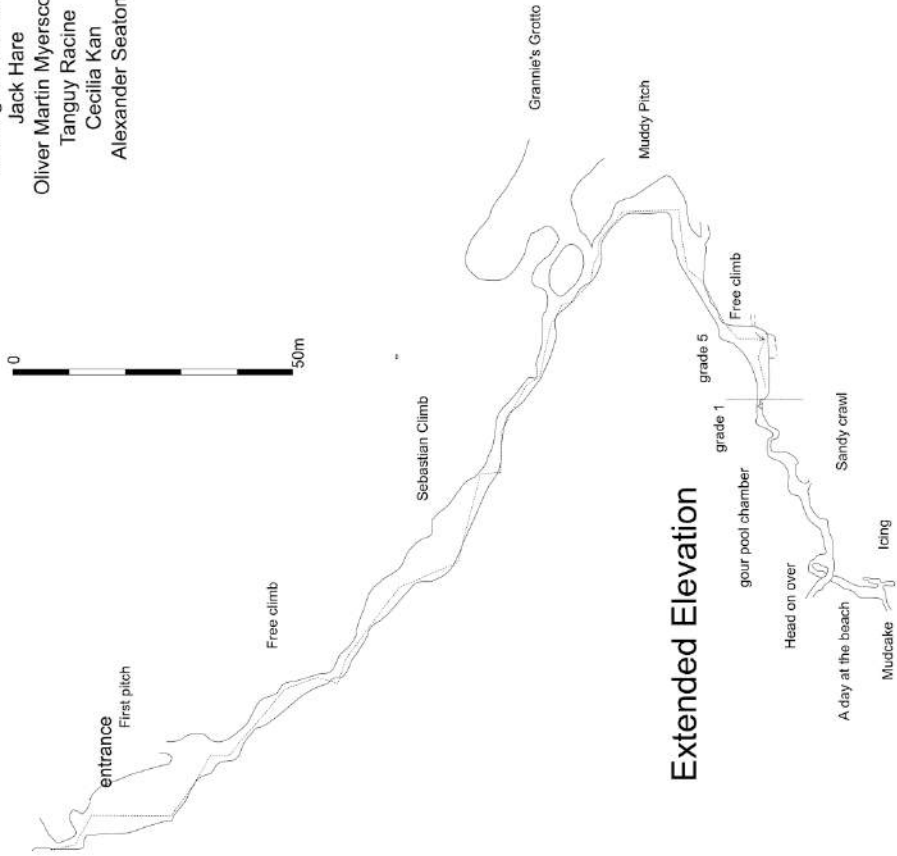 Jack Hare
Oliver Martin
Tanguy Racine
Cecilia Kan
Alexander Seaton
0
50m
Grannie's Grotto
Muddy Pitch
Sebastian Climb
Free climb
First pitch
entrance
Free climb
grade 5
grade 1
Sandy crawl
gour pool chamber
Extended Elevation
Head on over
Icing
A day at the beach
Mudcake